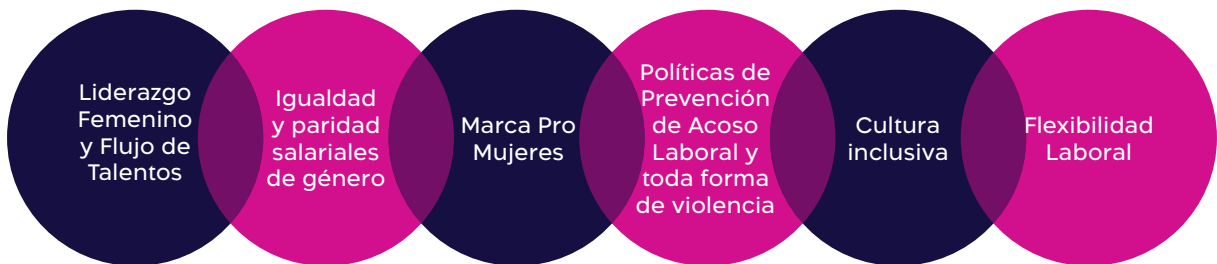 Liderazgo
Femenino
y Flujo de
Talentos
Igualdad
y paridad
salariales
de género
Marca Pro
Mujeres
Políticas de
Prevención
de Acoso
Laboral y
toda forma
de violencia
Cultura
inclusiva
Flexibilidad
Laboral